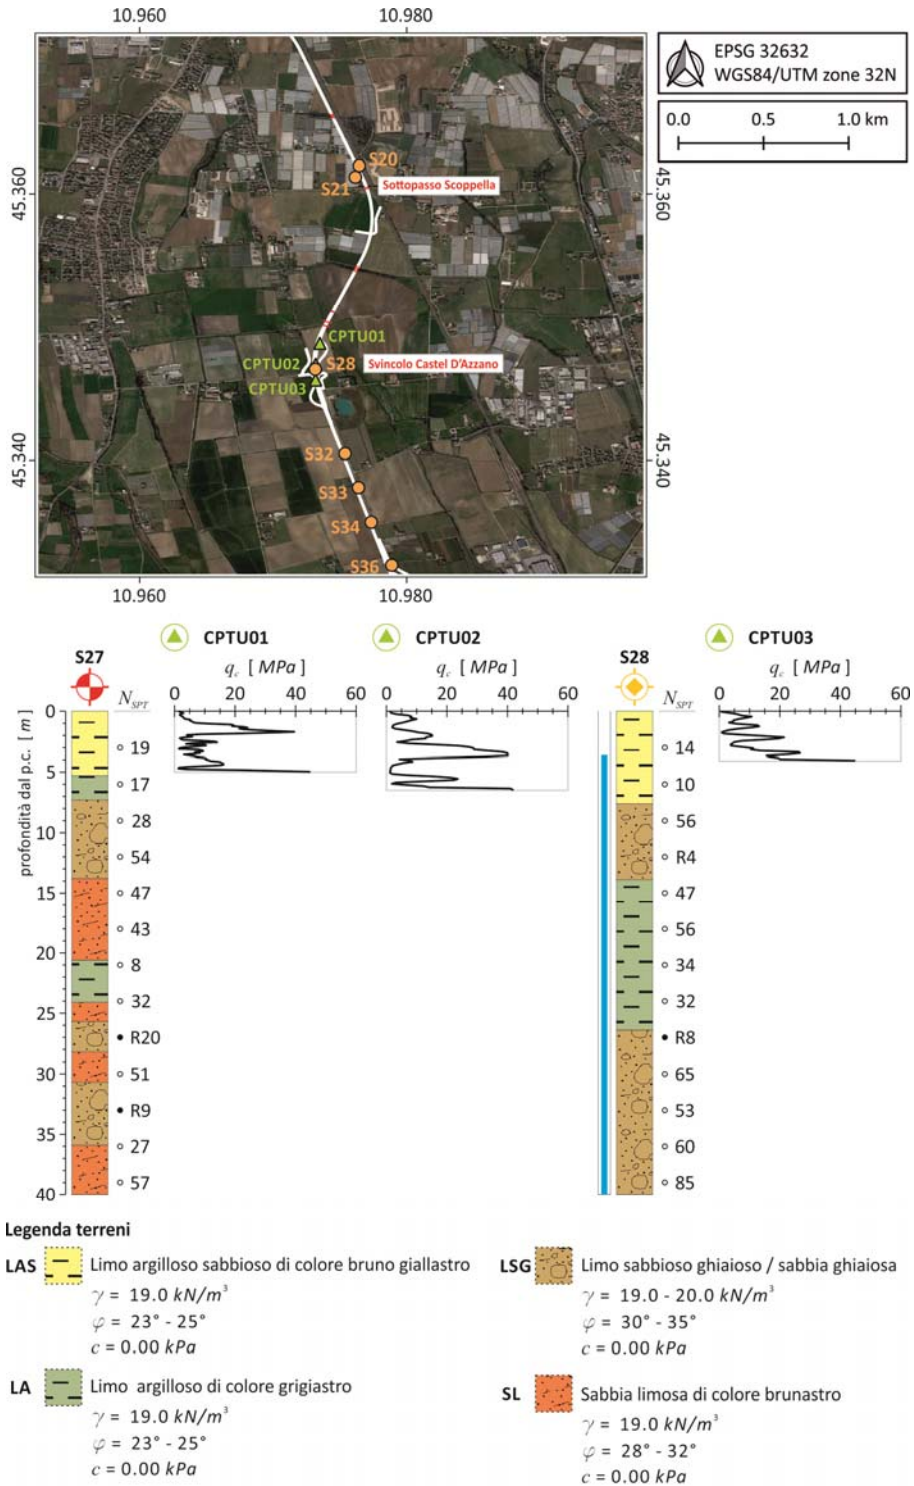 10.960
10.980
EPSG 32632
WGS84/UTM zone 32N
0.0
0.5
1.0 km
45.360
45.360
S20
S21
Sottopasso Scoppella
CPTU01
CPTU02
S28
Svincolo Castel D'Azzano
CPTU03
45.340
45.340
S32
S33
S34
S36
10.960
10.980
CPTU01
CPTU02
CPTU03
S27
S28
q_c [ MPa]
q_c [ MPa]
q_c [ MPa]
N_SPT
N_SPT
0 20 40 60
0 20 40 60
0 20 40 60
profondità dal p.c. [ m]
0
5
10
15
20
25
30
35
40
19
17
28
54
47
43
8
32
R20
51
R9
27
57
14
10
56
R4
47
56
34
32
R8
65
53
60
85
Legenda terreni
LAS Limo argilloso sabbioso di colore bruno giallastro
γ = 19.0 kN/m³
φ = 23° - 25°
c = 0.00 kPa
LSG Limo sabbioso ghiaioso / sabbia ghiaiosa
γ = 19.0 - 20.0 kN/m³
φ = 30° - 35°
c = 0.00 kPa
LA Limo argilloso di colore grigiastro
γ = 19.0 kN/m³
φ = 23° - 25°
c = 0.00 kPa
SL Sabbia limosa di colore brunastro
γ = 19.0 kN/m³
φ = 28° - 32°
c = 0.00 kPa